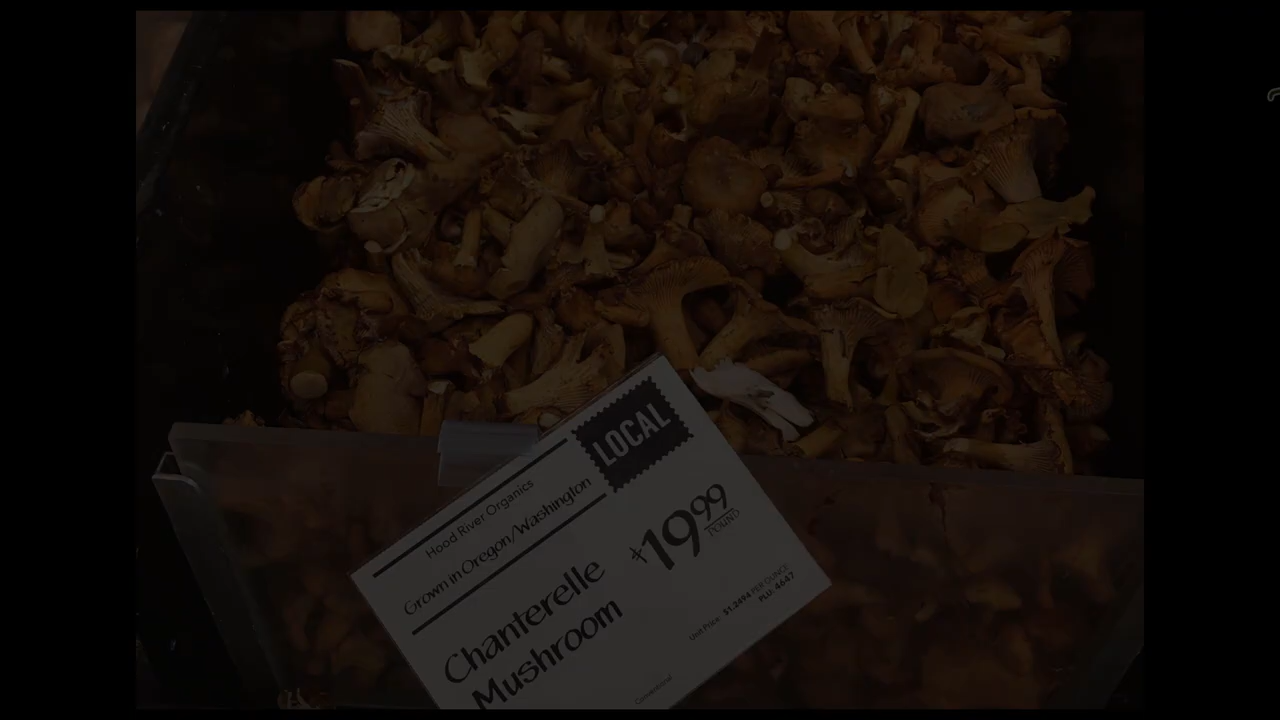 LOCAL
Hood River Organics
Grown in Oregon/Washington
$19.99
POUND
Chanterelle
Mushroom
Unit Price: $1.2494 PER OUNCE
PLU: 4647
Conventional